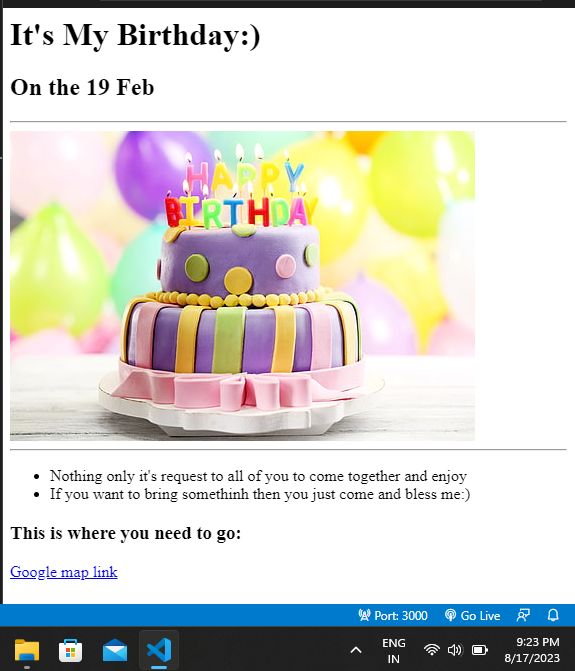 It's My Birthday:)
On the 19 Feb
HAPPY
BIRTHDAY
Nothing only it's request to all of you to come together and enjoy
If you want to bring somethinh then you just come and bless me:)
This is where you need to go:
Google map link
Port: 3000 Go Live
ENG
IN
9:23 PM
8/17/2023